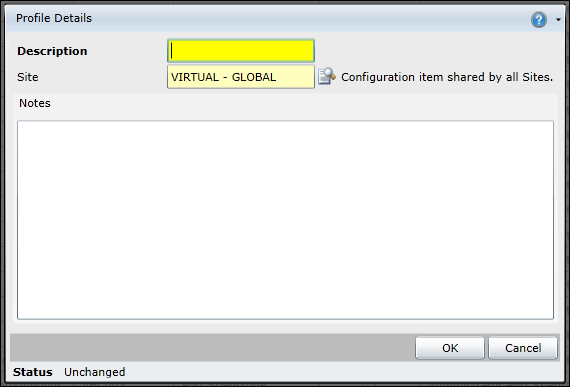 Profile Details
?
Description
Site VIRTUAL - GLOBAL Configuration item shared by all Sites.
Notes
OK Cancel
Status Unchanged